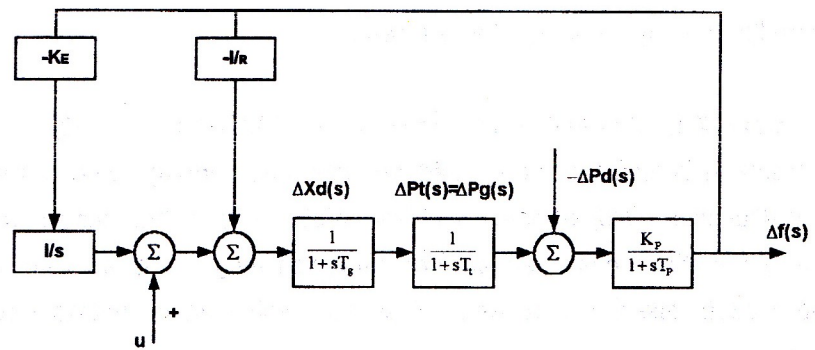 -KE
-I/R
ΔXd(s)
ΔPt(s)=ΔPg(s)
-ΔPd(s)
I/s
Σ
Σ
1
1+sTg
1
1+sTt
Σ
KP
1+sTP
Δf(s)
+
u